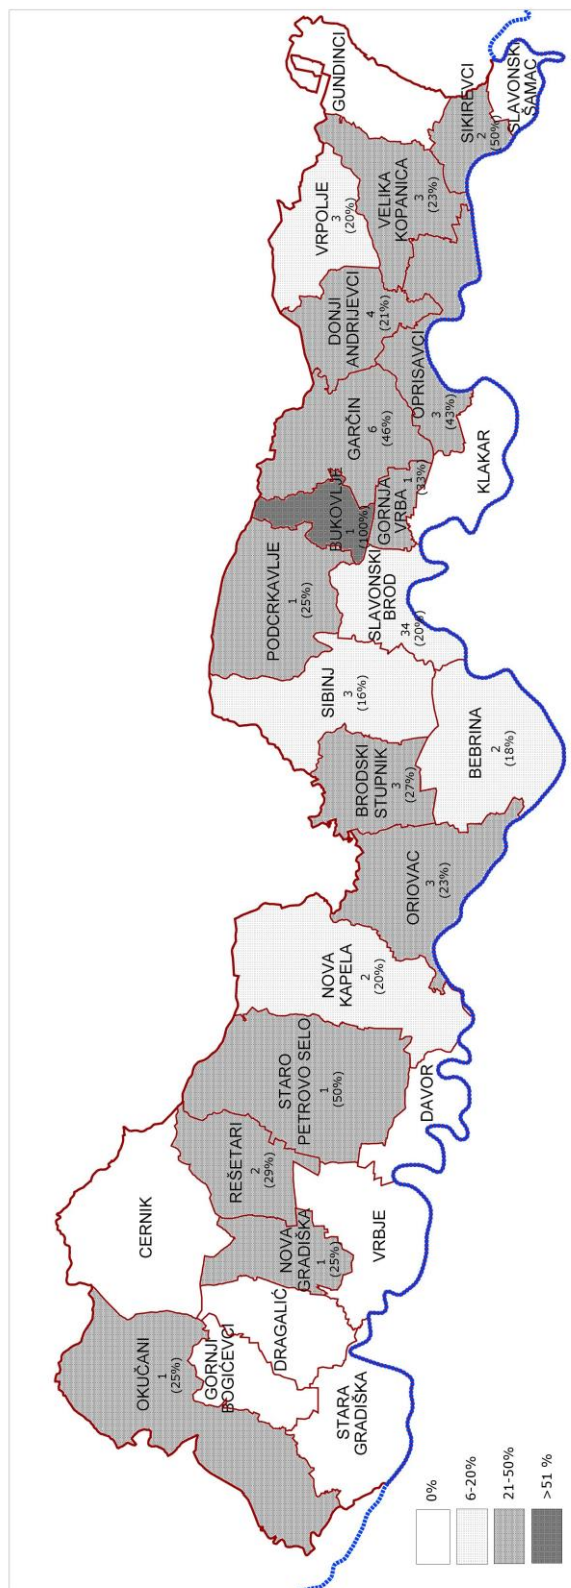 OKUČANI
1
(25%)
CERNIK
GORNJI
BOGIĆEVCI
DRAGALIĆ
STARA
GRADIŠKA
NOVA
GRADIŠKA
1
(25%)
REŠETARI
2
(29%)
VRBJE
STARO
PETROVO SELO
1
(50%)
DAVOR
NOVA
KAPELA
2
(20%)
ORIOVAC
3
(23%)
BRODSKI
STUPNIK
3
(27%)
BEBRINA
2
(18%)
SIBINJ
3
(16%)
PODCRKAVLJE
1
(25%)
SLAVONSKI
BROD
34
(20%)
BUKOVLJE
1
(100%)
GORNJA
VRBA
1
(33%)
GARČIN
6
(46%)
KLAKAR
OPRISAVCI
3
(43%)
DONJI
ANDRIJEVCI
4
(21%)
VRPOLJE
3
(20%)
VELIKA
KOPANICA
3
(23%)
GUNDINCI
SIKIREVCI
2
(50%)
SLAVONSKI
ŠAMAC
0%
6-20%
21-50%
>51 %